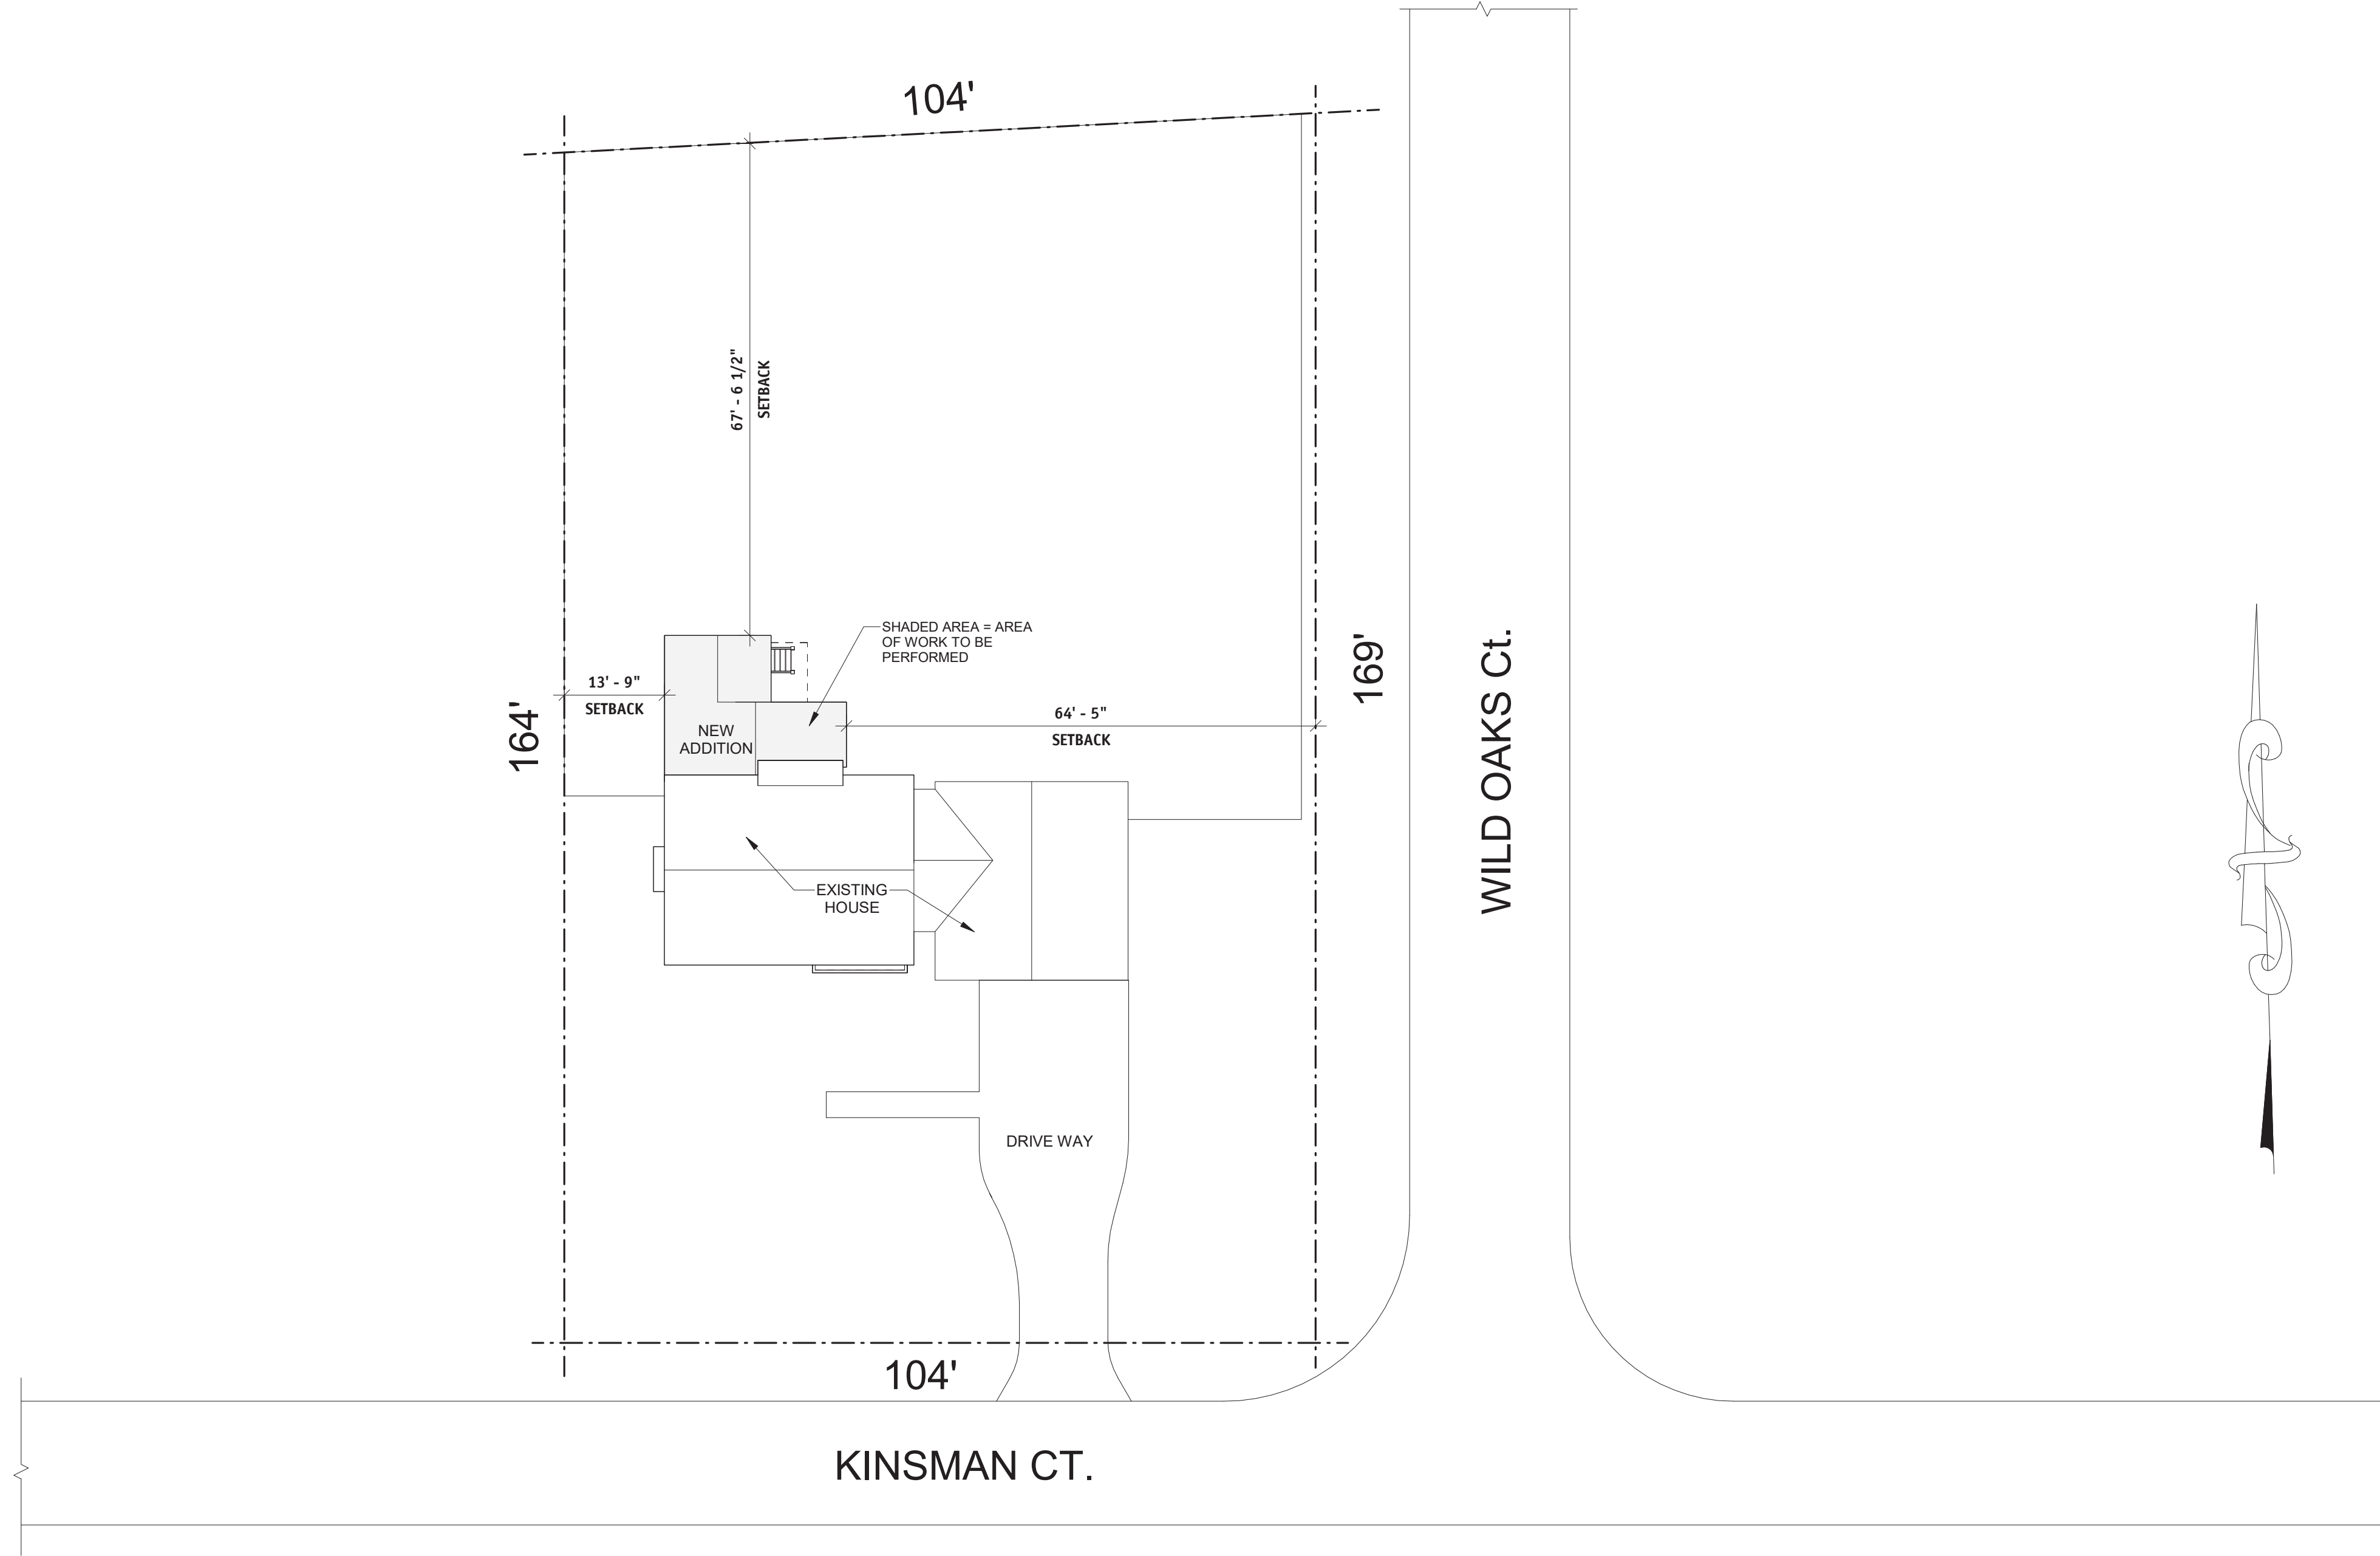 104'
67' - 6 1/2"
SETBACK
SHADED AREA = AREA
OF WORK TO BE
PERFORMED
13' - 9"
SETBACK
164'
NEW
ADDITION
64' - 5"
SETBACK
169'
WILD OAKS Ct.
EXISTING
HOUSE
DRIVE WAY
104'
KINSMAN CT.